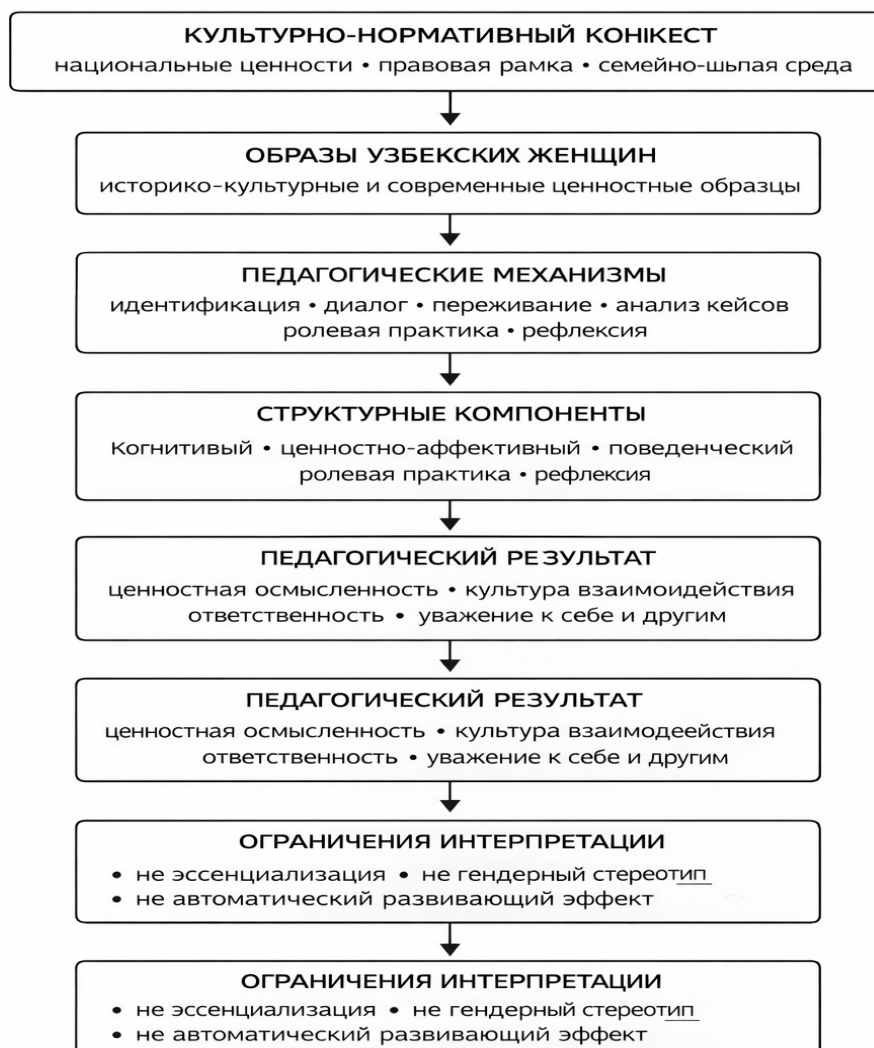 КУЛЬТУРНО-НОРМАТИВНЫЙ КОНІКЕСТ
национальные ценности • правовая рамка • семейно-шьпая среда
ОБРАЗЫ УЗБЕКСКИХ ЖЕНЩИН
историко-культурные и современные ценностные образцы
ПЕДАГОГИЧЕСКИЕ МЕХАНИЗМЫ
идентификация • диалог • переживание • анализ кейсов
ролевая практика • рефлексия
СТРУКТУРНЫЕ КОМПОНЕНТЫ
Когнитивый • ценностно-аффективный • поведенческий
ролевая практика • рефлексия
ПЕДАГОГИЧЕСКИЙ РЕЗУЛЬТАТ
ценностная осмысленность • культура взаимоидействия
ответственность • уважение к себе и другим
ПЕДАГОГИЧЕСКИЙ РЕЗУЛЬТАТ
ценностная осмысленность • культура взаимодеействия
ответственность • уважение к себе и другим
ОГРАНИЧЕНИЯ ИНТЕРПРЕТАЦИИ
• не эссенциализация • не гендерный стереотип
• не автоматический развивающий эффект
ОГРАНИЧЕНИЯ ИНТЕРПРЕТАЦИИ
• не эссенциализация • не гендерный стереотип
• не автоматический развивающий эффект